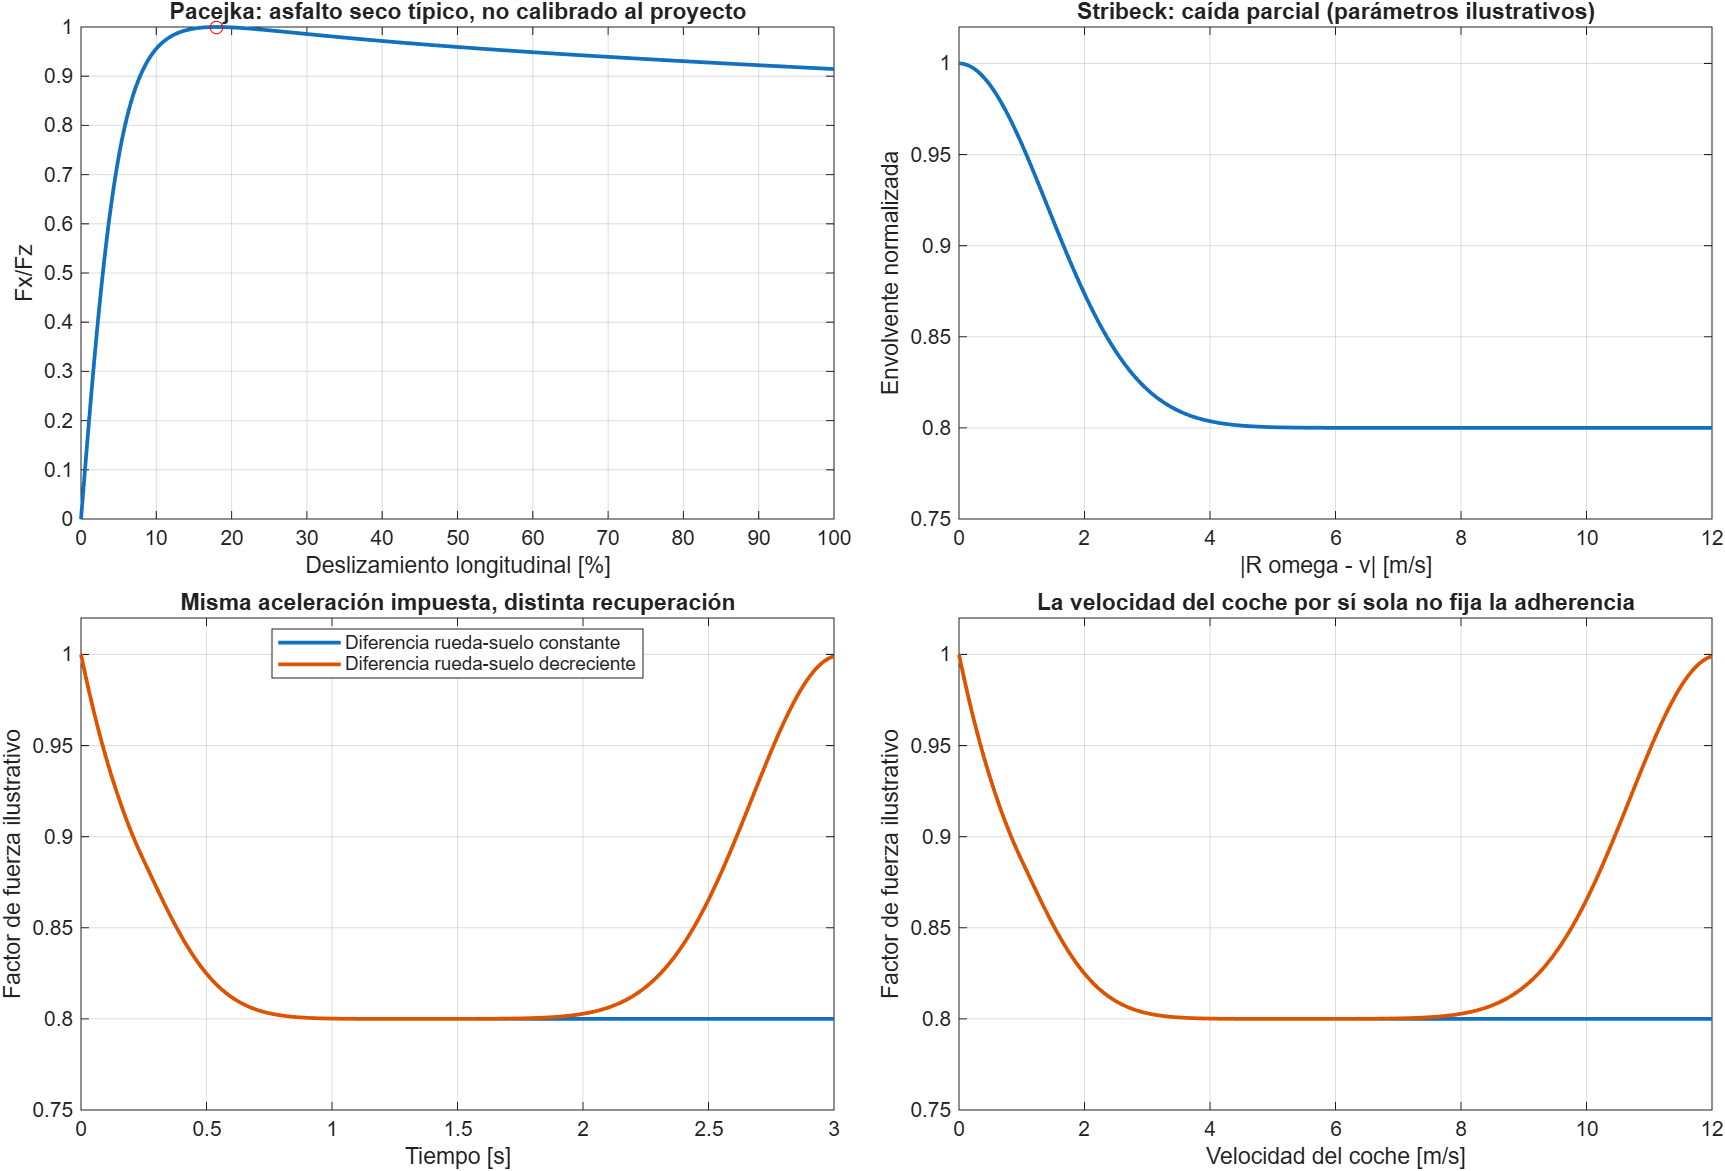 Pacejka: asfalto seco típico, no calibrado al proyecto
1
0.9
0.8
0.7
0.6
0.5
0.4
0.3
0.2
0.1
0
Fx/Fz
0 10 20 30 40 50 60 70 80 90 100
Deslizamiento longitudinal [%]
Stribeck: caída parcial (parámetros ilustrativos)
1
0.95
0.9
0.85
0.8
0.75
Envolvente normalizada
0 2 4 6 8 10 12
|R omega - v| [m/s]
Misma aceleración impuesta, distinta recuperación
Diferencia rueda-suelo constante
Diferencia rueda-suelo decreciente
1
0.95
0.9
0.85
0.8
0.75
Factor de fuerza ilustrativo
0 0.5 1 1.5 2 2.5 3
Tiempo [s]
La velocidad del coche por sí sola no fija la adherencia
1
0.95
0.9
0.85
0.8
0.75
Factor de fuerza ilustrativo
0 2 4 6 8 10 12
Velocidad del coche [m/s]